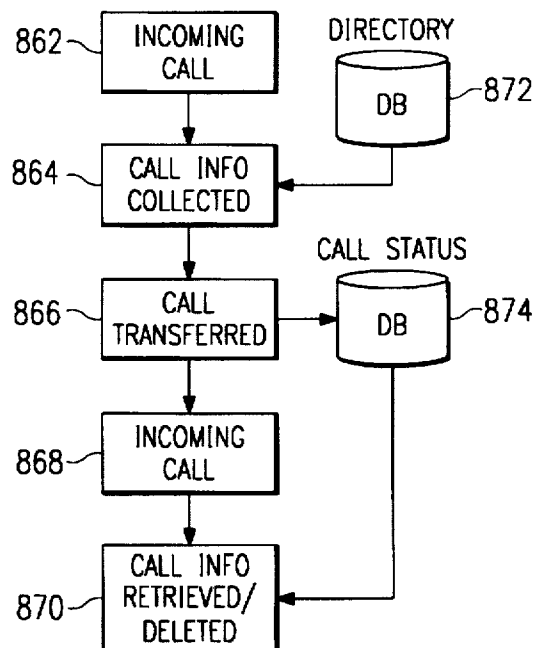 862
INCOMING
CALL
DIRECTORY
DB
872
864
CALL INFO
COLLECTED
CALL STATUS
866
CALL
TRANSFERRED
DB
874
868
INCOMING
CALL
870
CALL INFO
RETRIEVED/
DELETED